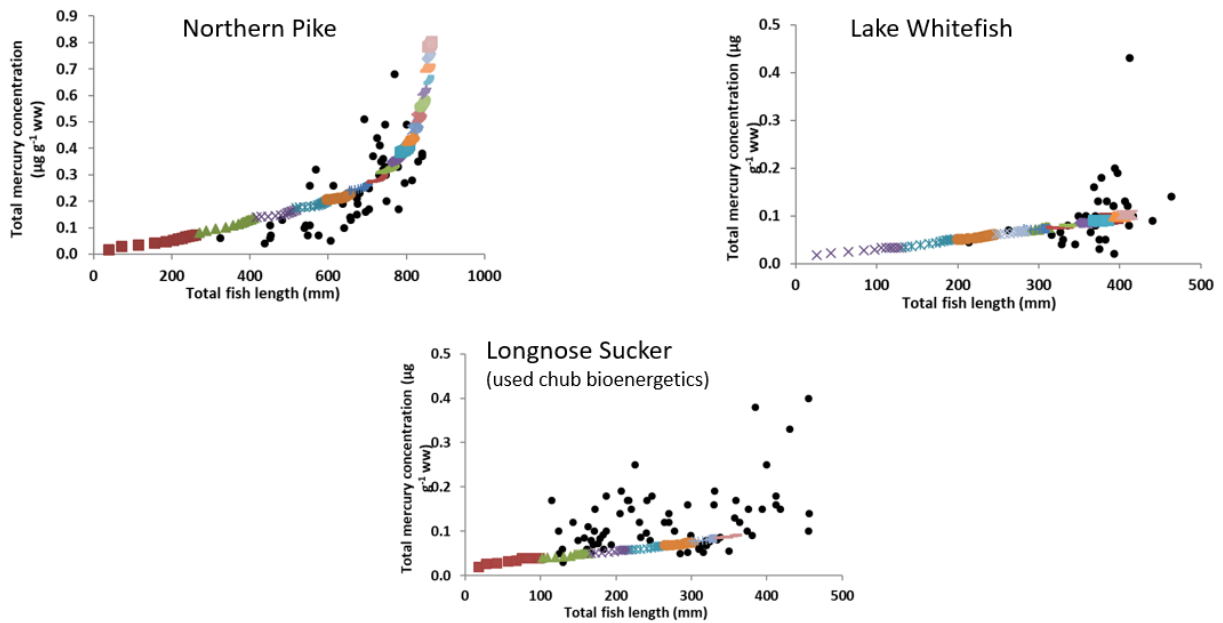 Northern Pike
Total mercury concentration
(µg g⁻¹ ww)
0.9
0.8
0.7
0.6
0.5
0.4
0.3
0.2
0.1
0.0
0 200 400 600 800 1000
Total fish length (mm)
Lake Whitefish
Total mercury concentration (µg
g⁻¹ ww)
0.5
0.4
0.3
0.2
0.1
0.0
0 100 200 300 400 500
Total fish length (mm)
Longnose Sucker
(used chub bioenergetics)
Total mercury concentration (µg
g⁻¹ ww)
0.5
0.4
0.3
0.2
0.1
0.0
0 100 200 300 400 500
Total fish length (mm)